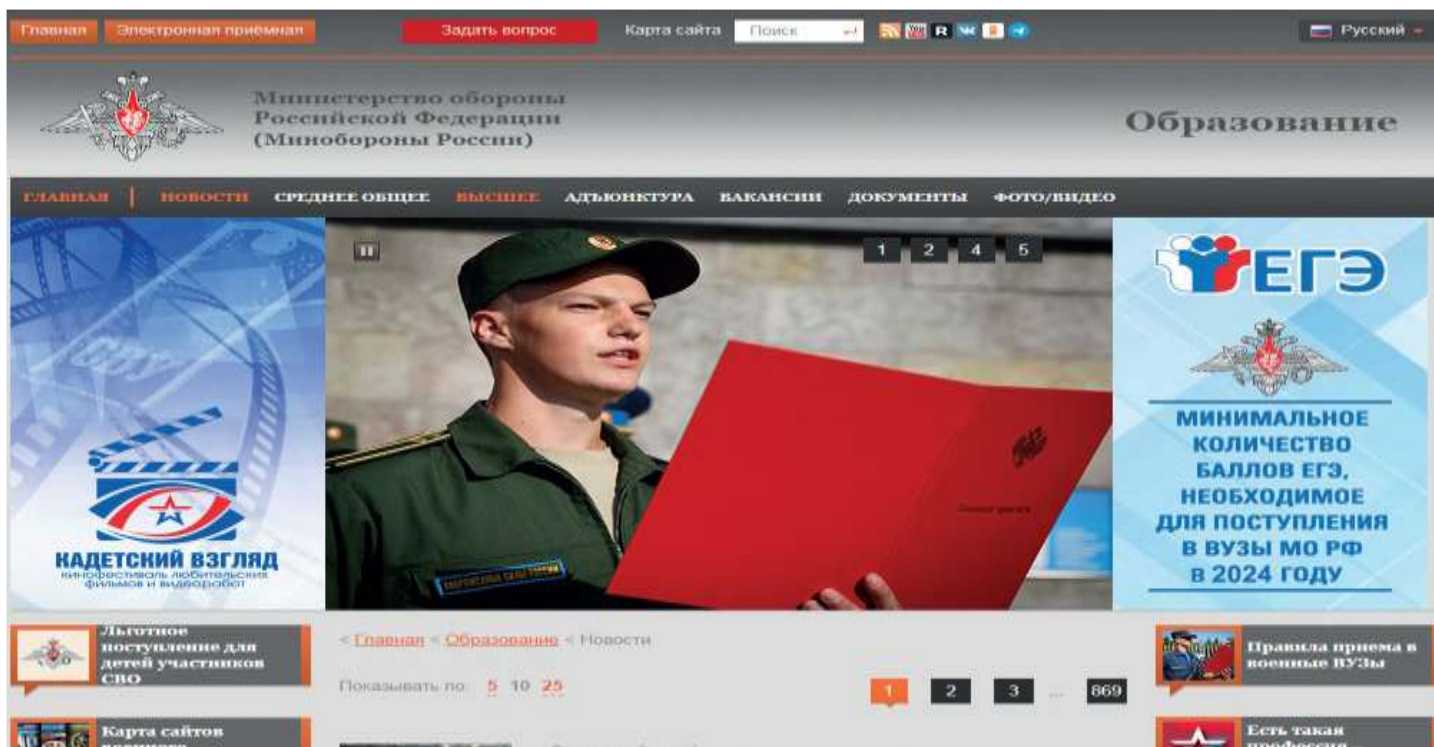 Главная Электронная приёмная Задать вопрос Карта сайта Поиск R Русский
Министерство обороны
Российской Федерации
(Минобороны России)
Образование
ГЛАВНАЯ НОВОСТИ СРЕДНЕЕ ОБЩЕЕ ВЫСШЕЕ АДЪЮНКТУРА ВАКАНСИИ ДОКУМЕНТЫ ФОТО/ВИДЕО
1 2 4 5
КАДЕТСКИЙ ВЗГЛЯД
кинофестиваль любительских
фильмов и видеоработ
ЕГЭ
МИНИМАЛЬНОЕ
КОЛИЧЕСТВО
БАЛЛОВ ЕГЭ,
НЕОБХОДИМОЕ
ДЛЯ ПОСТУПЛЕНИЯ
В ВУЗЫ МО РФ
В 2024 ГОДУ
Льготное
поступление для
детей участников
СВО
Карта сайтов
< Главная < Образование < Новости
Показывать по: 5 10 25
1 2 3 ... 869
Правила приема в
военные ВУЗы
Есть такая
профессия